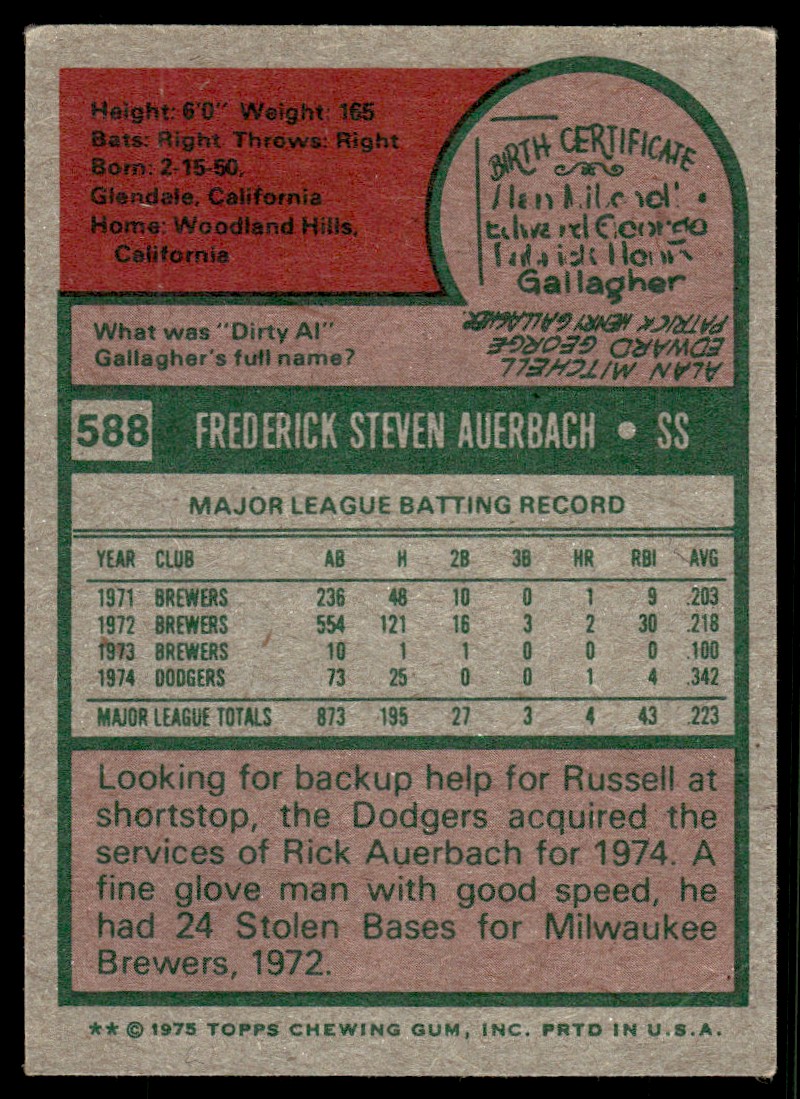 Height: 6'0" Weight: 165
Bats: Right Throws: Right
Born: 2-15-50,
Glendale, California
Home: Woodland Hills,
California
BIRTH CERTIFICATE
Gallagher
What was "Dirty Al"
Gallagher's full name?
ALAN MITCHELL
EDWARD GEORGE
PATRICK HENRY GALLAGHER
588 FREDERICK STEVEN AUERBACH • SS
MAJOR LEAGUE BATTING RECORD
YEAR CLUB AB H 2B 3B HR RBI AVG
1971 BREWERS 236 48 10 0 1 9 .203
1972 BREWERS 554 121 16 3 2 30 .218
1973 BREWERS 10 1 1 0 0 0 .100
1974 DODGERS 73 25 0 0 1 4 .342
MAJOR LEAGUE TOTALS 873 195 27 3 4 43 .223
Looking for backup help for Russell at
shortstop, the Dodgers acquired the
services of Rick Auerbach for 1974. A
fine glove man with good speed, he
had 24 Stolen Bases for Milwaukee
Brewers, 1972.
** © 1975 TOPPS CHEWING GUM, INC. PRTD IN U.S.A.